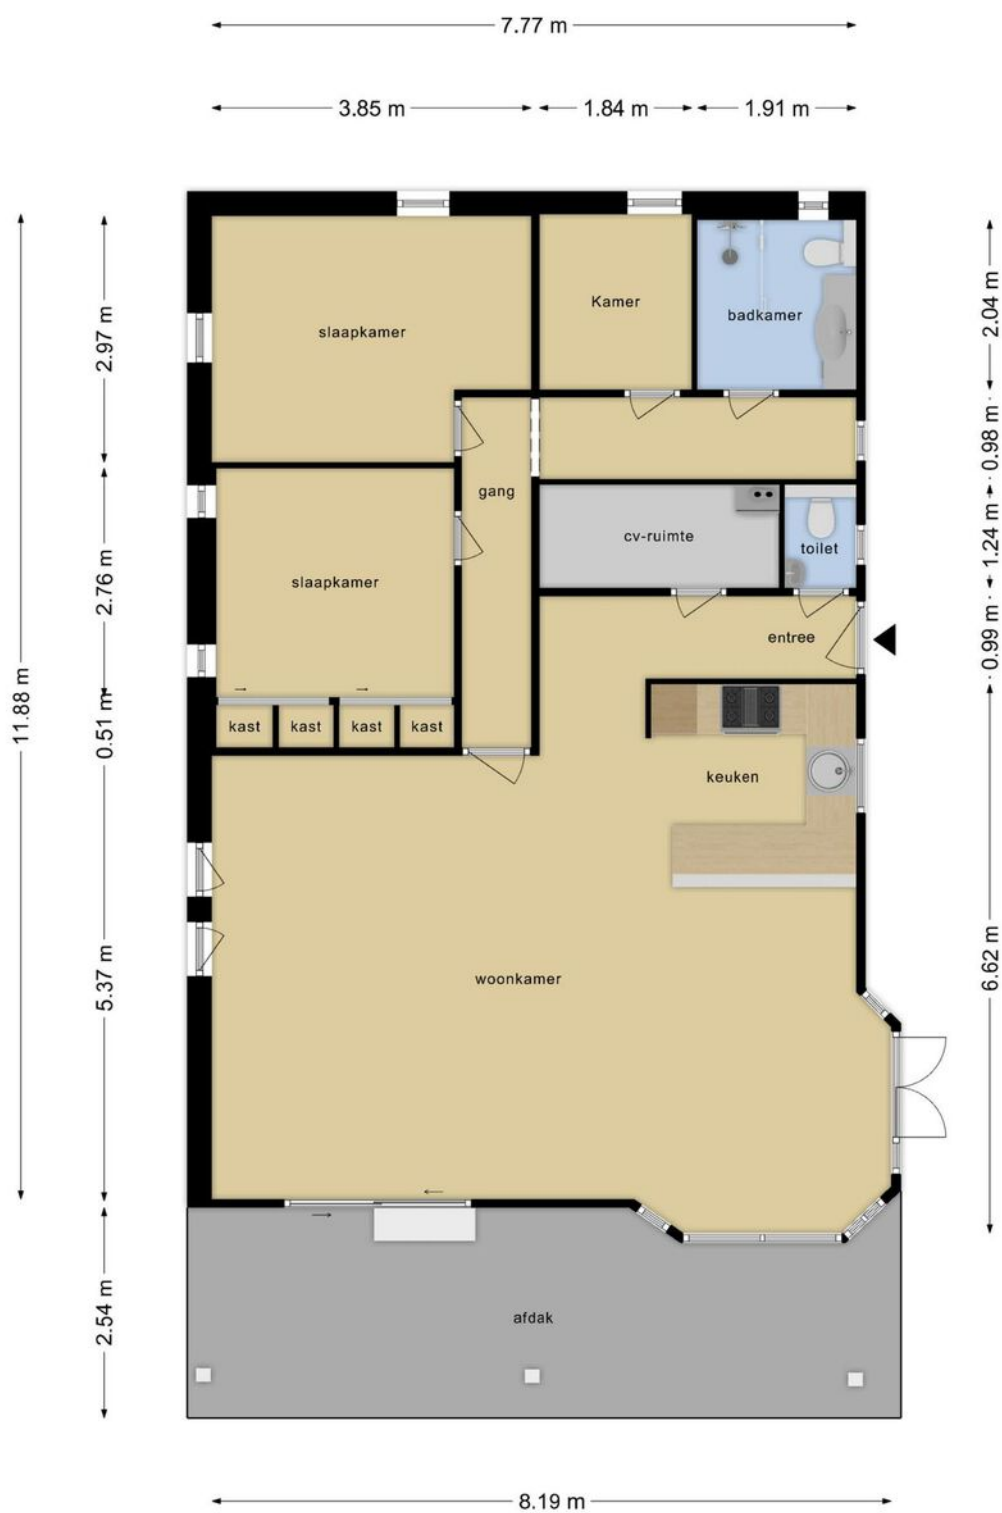 7.77 m
3.85 m
1.84 m
1.91 m
11.88 m
2.97 m
2.76 m
0.51 m
5.37 m
2.54 m
2.04 m
0.98 m
1.24 m
0.99 m
6.62 m
slaapkamer
Kamer
badkamer
gang
cv-ruimte
toilet
slaapkamer
entree
kast
kast
kast
kast
keuken
woonkamer
afdak
8.19 m